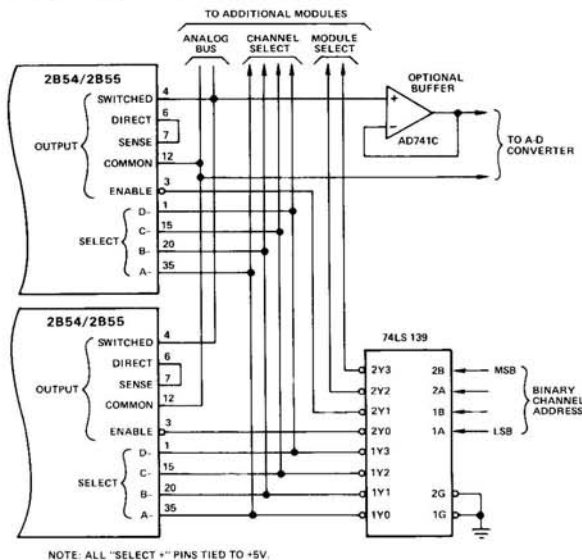 TO ADDITIONAL MODULES
ANALOG BUS
CHANNEL SELECT
MODULE SELECT
2B54/2B55
OUTPUT
SWITCHED 4
DIRECT 6
SENSE 7
COMMON 12
ENABLE 3
SELECT
D- 1
C- 15
B- 20
A- 35
OPTIONAL BUFFER
+
-
AD741C
TO A-D CONVERTER
2B54/2B55
OUTPUT
SWITCHED 4
DIRECT 6
SENSE 7
COMMON 12
ENABLE 3
SELECT
D- 1
C- 15
B- 20
A- 35
74LS 139
2Y3 2B MSB
2Y2 2A
2Y1 1B
2Y0 1A LSB
1Y3
1Y2
1Y1 2G
1Y0 1G
BINARY CHANNEL ADDRESS
NOTE: ALL "SELECT +" PINS TIED TO +5V.